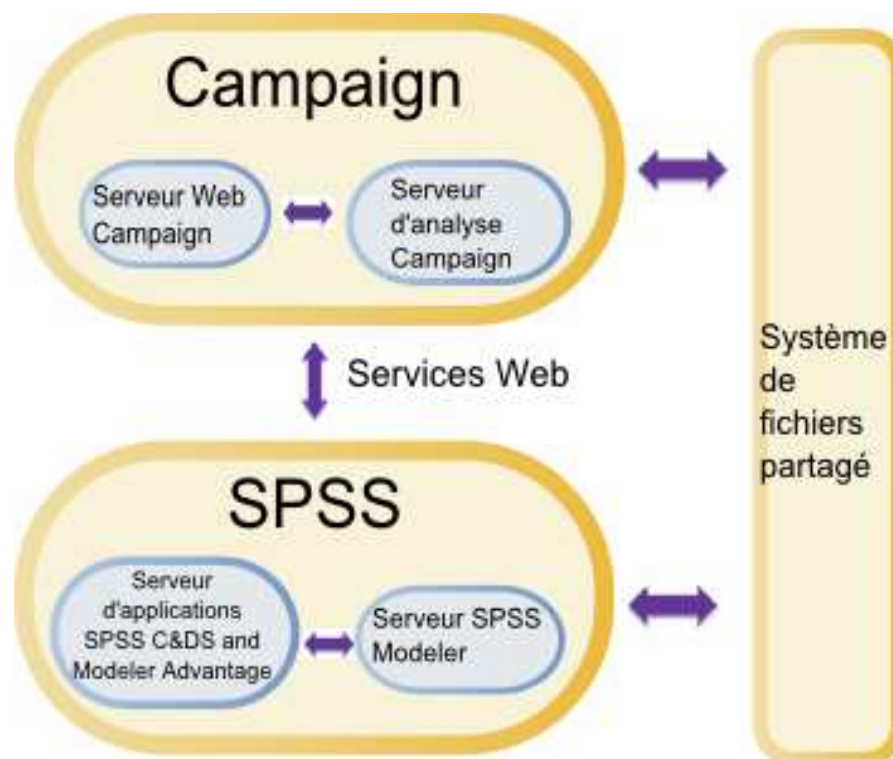 Campaign
Serveur Web
Campaign
Serveur
d'analyse
Campaign
Services Web
SPSS
Serveur
d'applications
SPSS C&DS and
Modeler Advantage
Serveur SPSS
Modeler
Système
de
fichiers
partagé